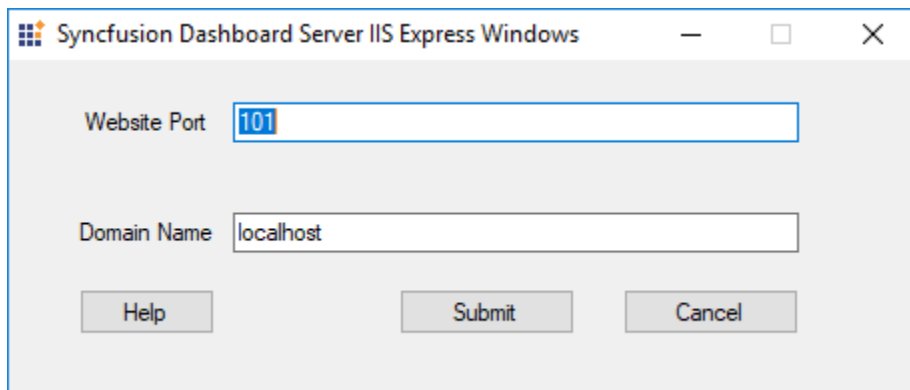 Syncfusion Dashboard Server IIS Express Windows
Website Port 101
Domain Name localhost
Help Submit Cancel